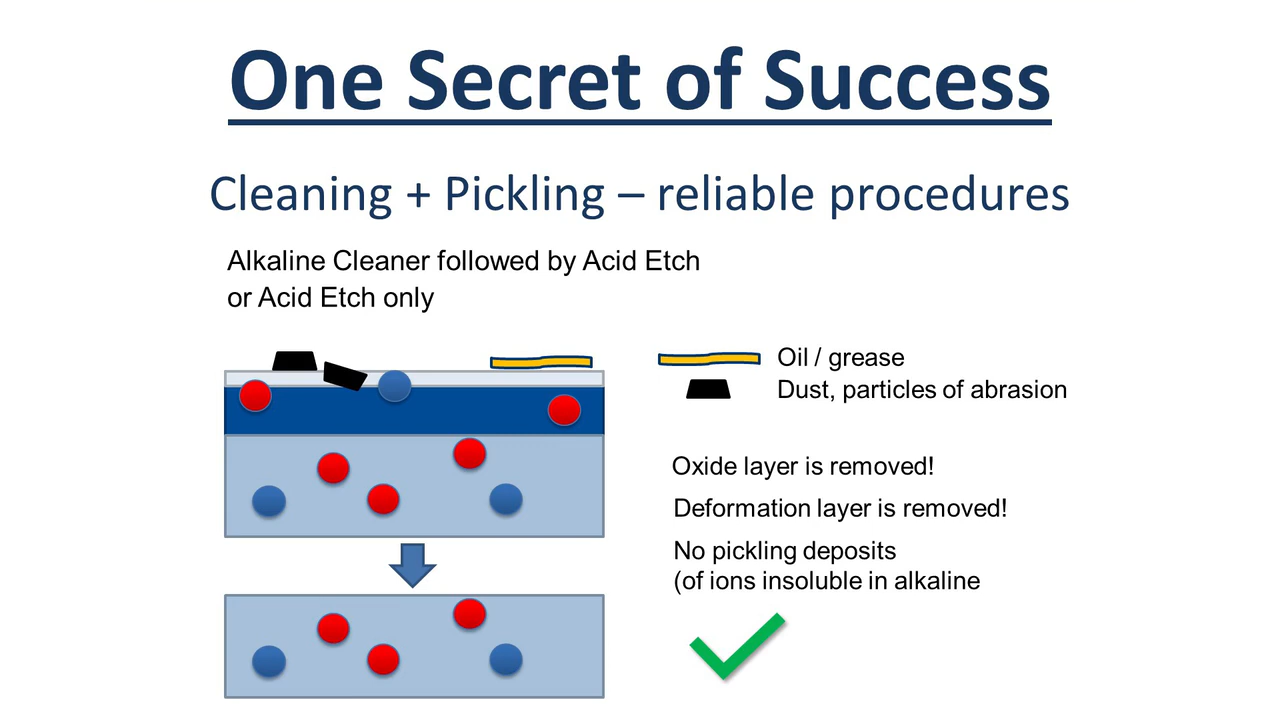 One Secret of Success
Cleaning + Pickling – reliable procedures
Alkaline Cleaner followed by Acid Etch
or Acid Etch only
Oil / grease
Dust, particles of abrasion
Oxide layer is removed!
Deformation layer is removed!
No pickling deposits
(of ions insoluble in alkaline